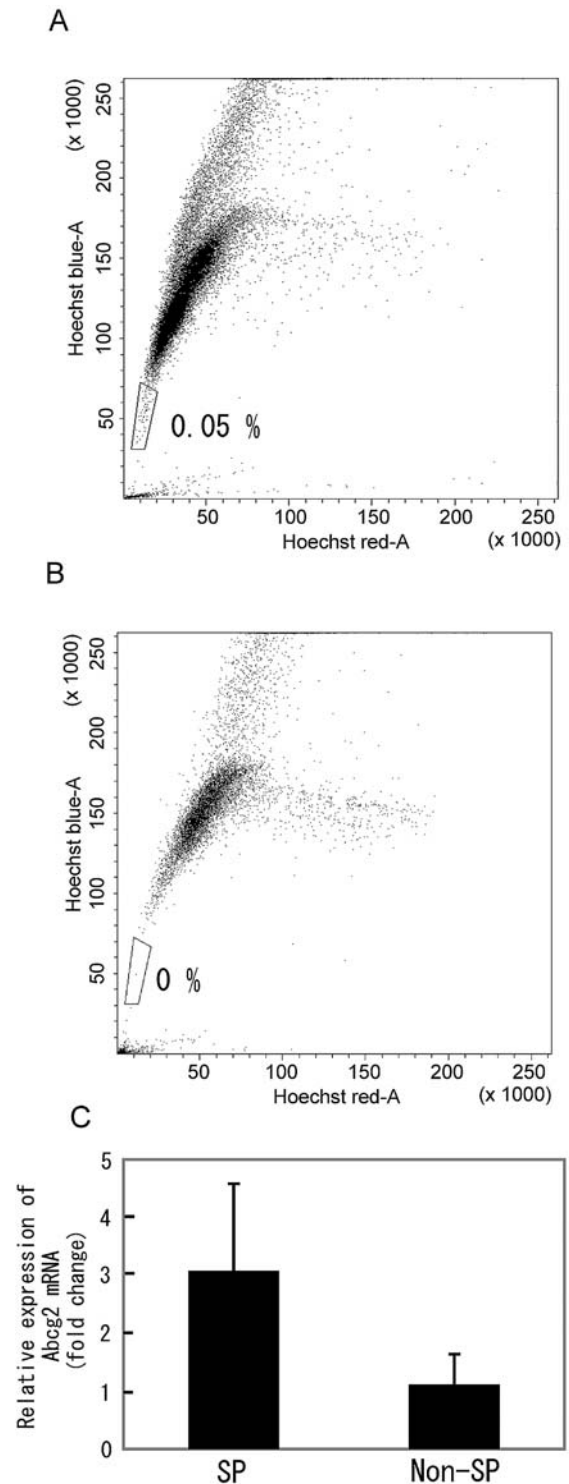 A
Hoechst blue-A
(x 1000)
250
200
150
100
50
0.05 %
50 100 150 200 250
Hoechst red-A
(x 1000)
B
Hoechst blue-A
(x 1000)
250
200
150
100
50
0 %
50 100 150 200 250
Hoechst red-A
(x 1000)
C
Relative expression of
Abcg2 mRNA
(fold change)
5
4
3
2
1
0
SP Non-SP